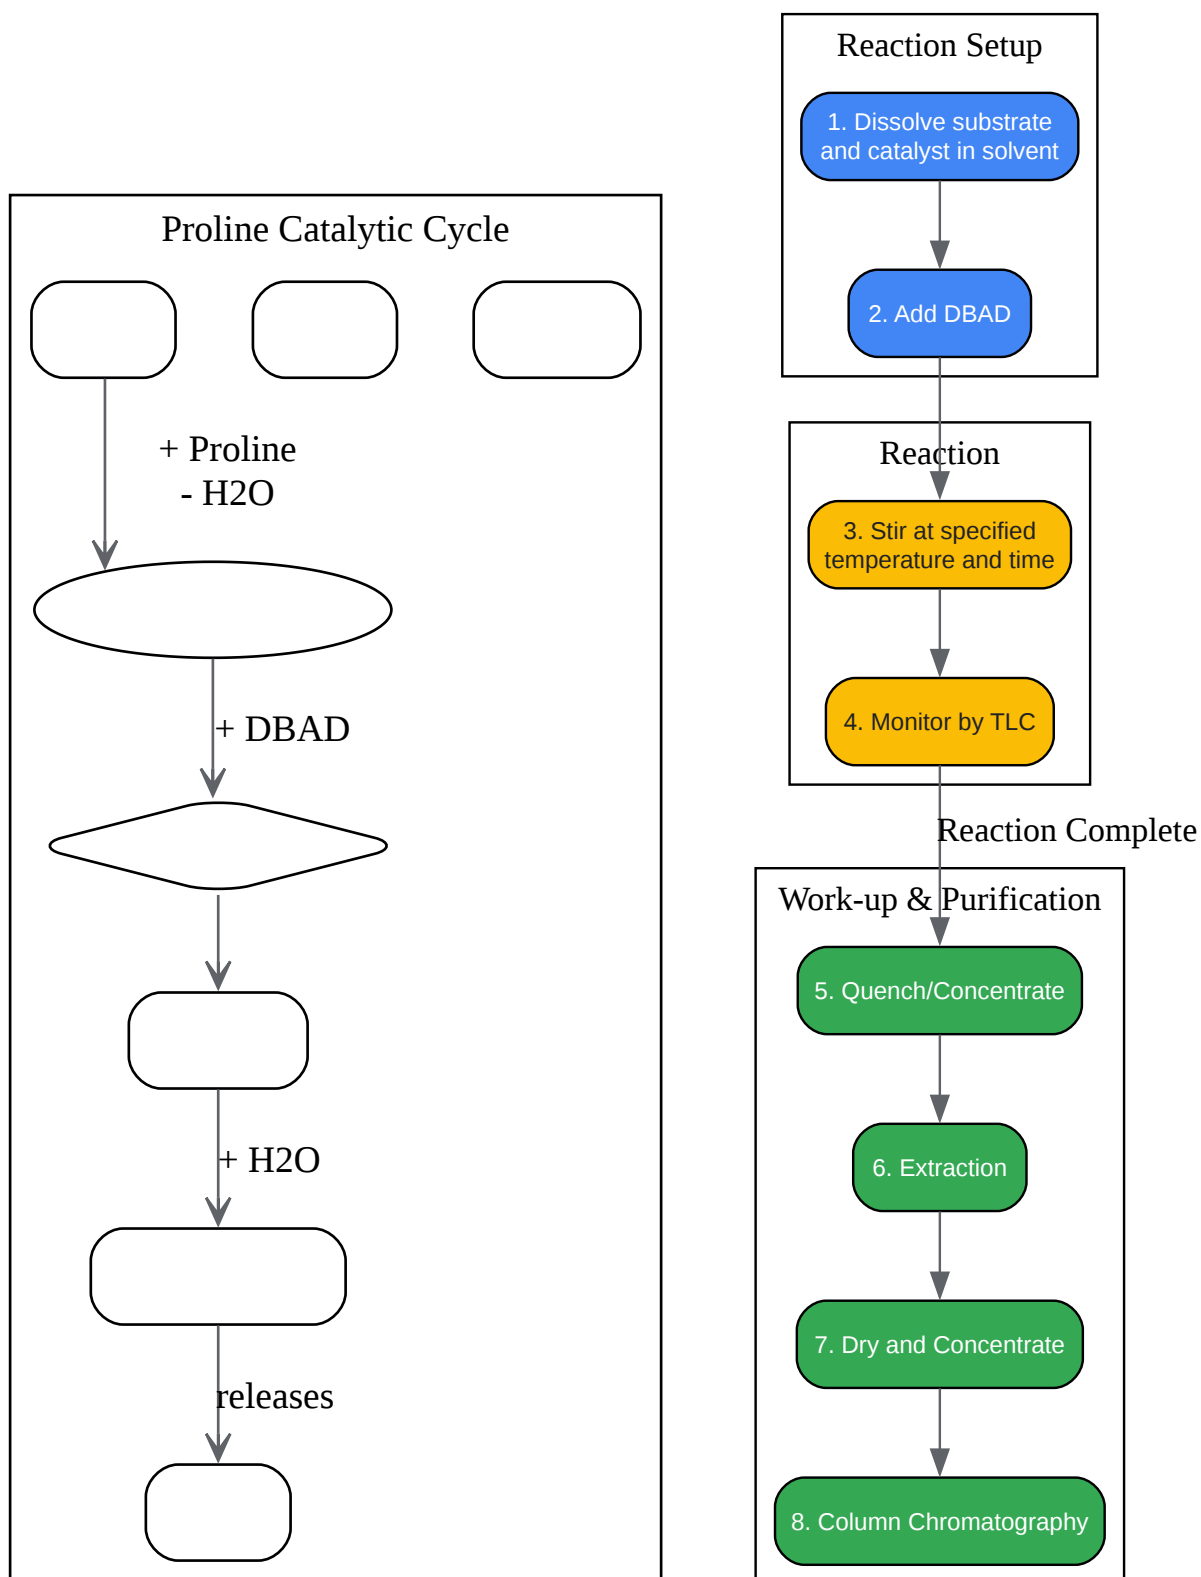 Proline Catalytic Cycle
+ Proline
- H2O
+ DBAD
+ H2O
releases
Reaction Setup
1. Dissolve substrate
and catalyst in solvent
2. Add DBAD
Reaction
3. Stir at specified
temperature and time
4. Monitor by TLC
Reaction Complete
Work-up & Purification
5. Quench/Concentrate
6. Extraction
7. Dry and Concentrate
8. Column Chromatography